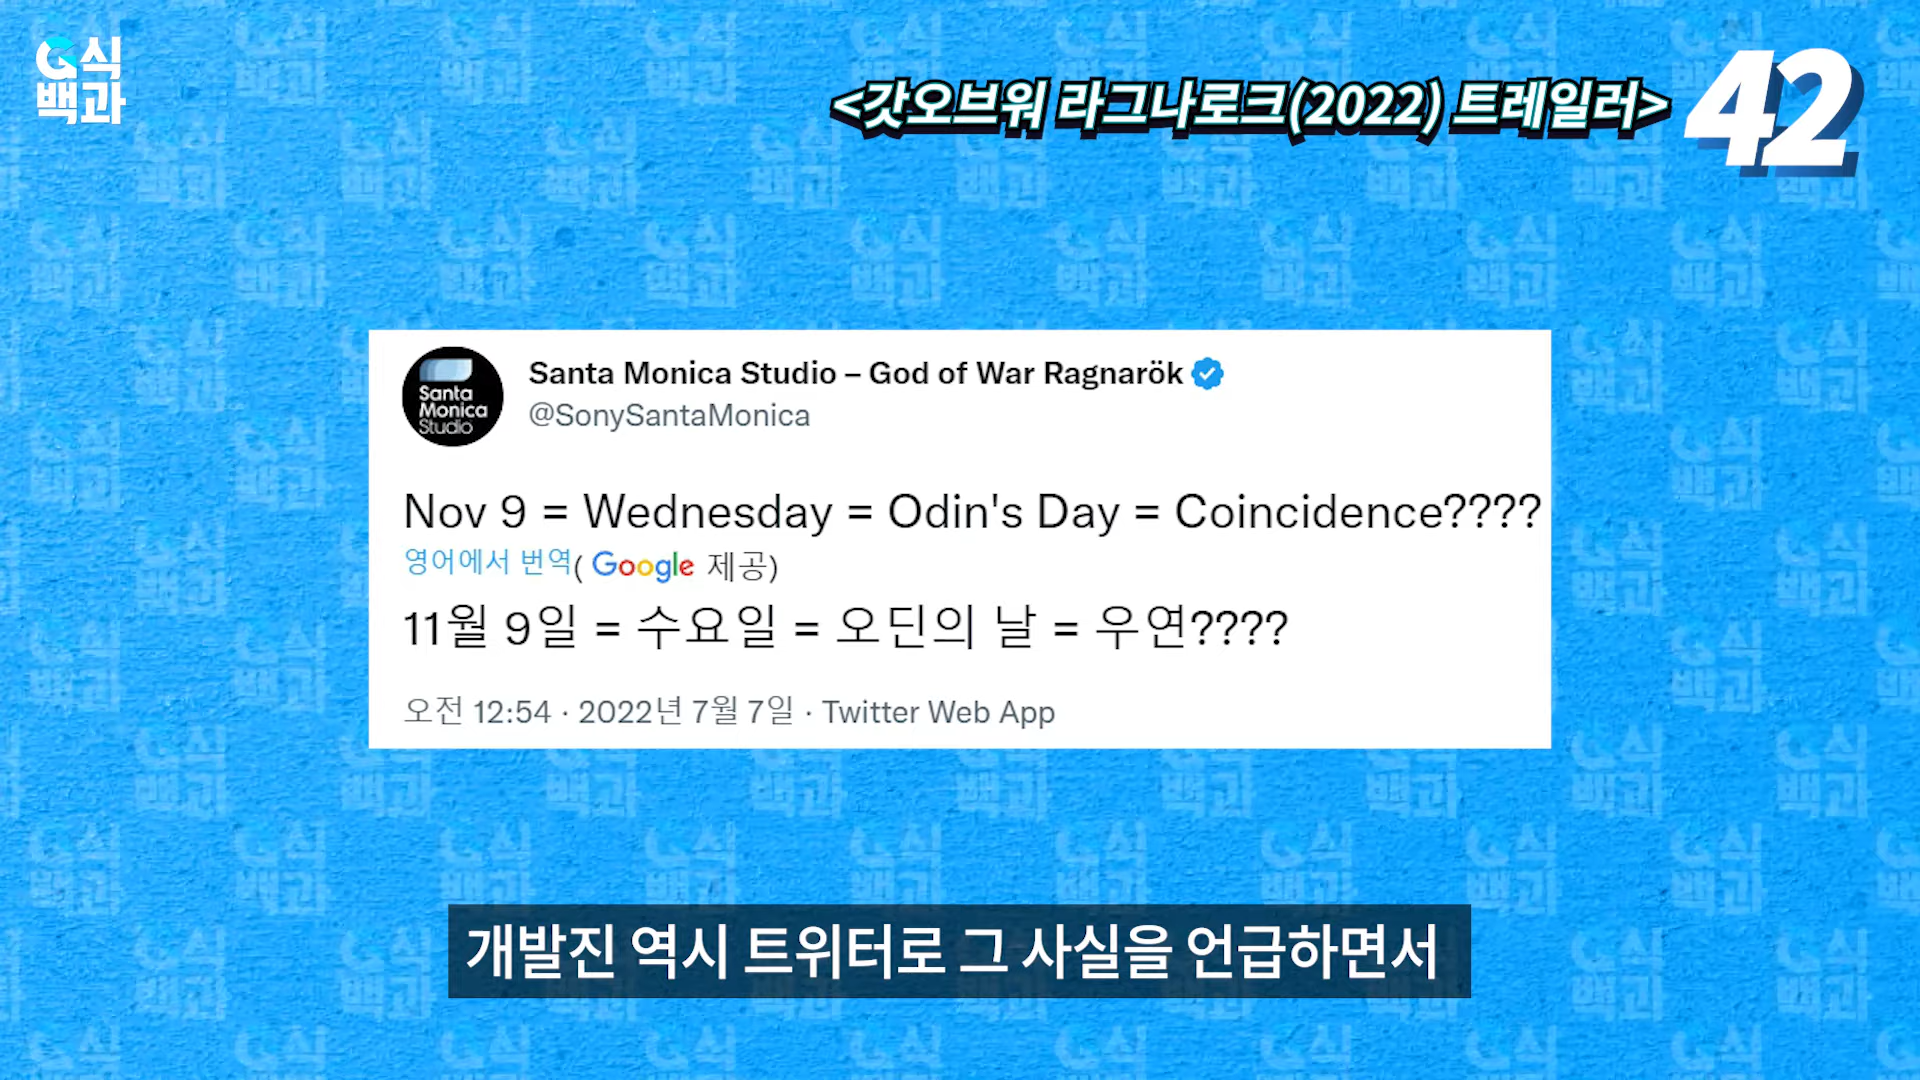 G식
백과
<갓오브워 라그나로크(2022) 트레일러>
42
Santa Monica Studio
Santa Monica Studio – God of War Ragnarök
@SonySantaMonica
Nov 9 = Wednesday = Odin's Day = Coincidence????
영어에서 번역( Google 제공)
11월 9일 = 수요일 = 오딘의 날 = 우연????
오전 12:54 · 2022년 7월 7일 · Twitter Web App
개발진 역시 트위터로 그 사실을 언급하면서